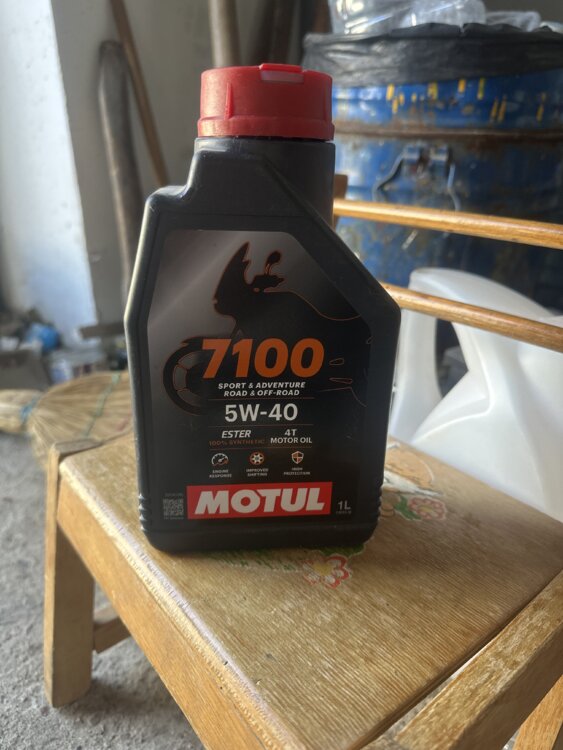 7100
SPORT & ADVENTURE
ROAD & OFF-ROAD
5W-40
ESTER
100% SYNTHETIC
4T
MOTOR OIL
ENGINE
RESPONSE
IMPROVED
SHIFTING
HIGH
PROTECTION
MOTUL
1L